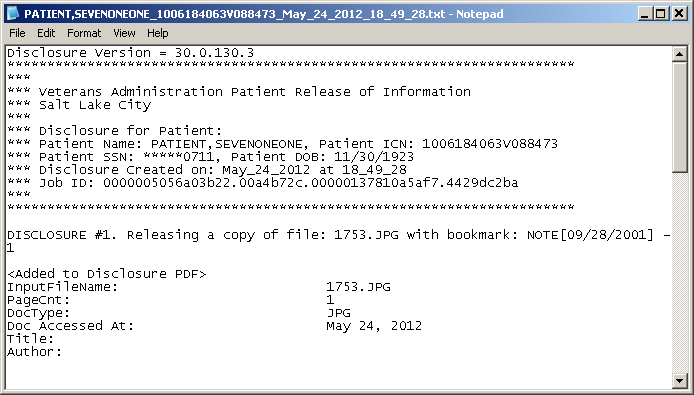 PATIENT,SEVENONEONE_1006184063V088473_May_24_2012_18_49_28.txt - Notepad
File Edit Format View Help
Disclosure Version = 30.0.130.3
*************************************************************************
***
*** Veterans Administration Patient Release of Information
*** Salt Lake City
***
*** Disclosure for Patient:
*** Patient Name: PATIENT,SEVENONEONE, Patient ICN: 1006184063V088473
*** Patient SSN: *****0711, Patient DOB: 11/30/1923
*** Disclosure Created on: May_24_2012 at 18_49_28
*** Job ID: 0000005056a03b22.00a4b72c.00000137810a5af7.4429dc2ba
***
*************************************************************************
DISCLOSURE #1. Releasing a copy of file: 1753.JPG with bookmark: NOTE[09/28/2001] -
1
<Added to Disclosure PDF>
InputFileName: 1753.JPG
PageCnt: 1
DocType: JPG
Doc Accessed At: May 24, 2012
Title:
Author: